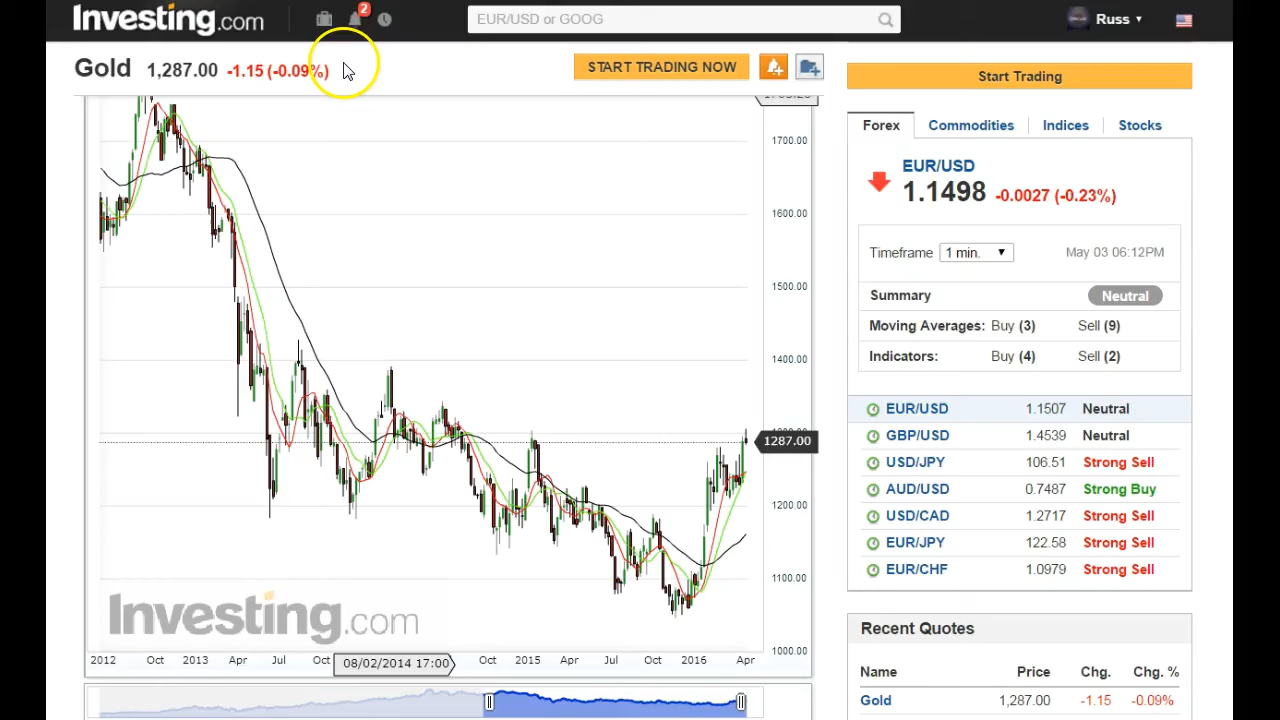 Investing.com
2
EUR/USD or GOOG
Russ
Gold 1,287.00 -1.15 (-0.09%)
START TRADING NOW
Start Trading
Forex Commodities Indices Stocks
EUR/USD
1.1498 -0.0027 (-0.23%)
Timeframe 1 min. May 03 06:12PM
Summary Neutral
Moving Averages: Buy (3) Sell (9)
Indicators: Buy (4) Sell (2)
EUR/USD 1.1507 Neutral
GBP/USD 1.4539 Neutral
USD/JPY 106.51 Strong Sell
AUD/USD 0.7487 Strong Buy
USD/CAD 1.2717 Strong Sell
EUR/JPY 122.58 Strong Sell
EUR/CHF 1.0979 Strong Sell
Recent Quotes
Name Price Chg. Chg. %
Gold 1,287.00 -1.15 -0.09%
1700.00
1600.00
1500.00
1400.00
1287.00
1200.00
1100.00
1000.00
Investing.com
2012 Oct 2013 Apr Jul Oct 08/02/2014 17:00 Oct 2015 Apr Jul Oct 2016 Apr